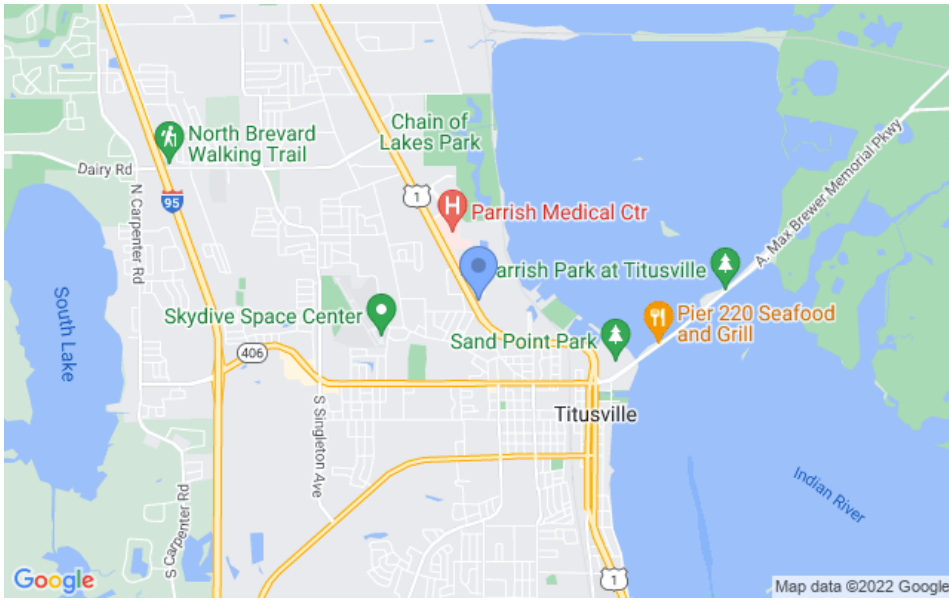 Chain of
Lakes Park
North Brevard
Walking Trail
Dairy Rd
N Carpenter Rd
95
1
Parrish Medical Ctr
A. Max Brewer Memorial Pkwy
arrish Park at Titusville
South Lake
Skydive Space Center
Pier 220 Seafood
and Grill
Sand Point Park
406
S Singleton Ave
Titusville
Indian River
S Carpenter Rd
1
Google
Map data ©2022 Google
H